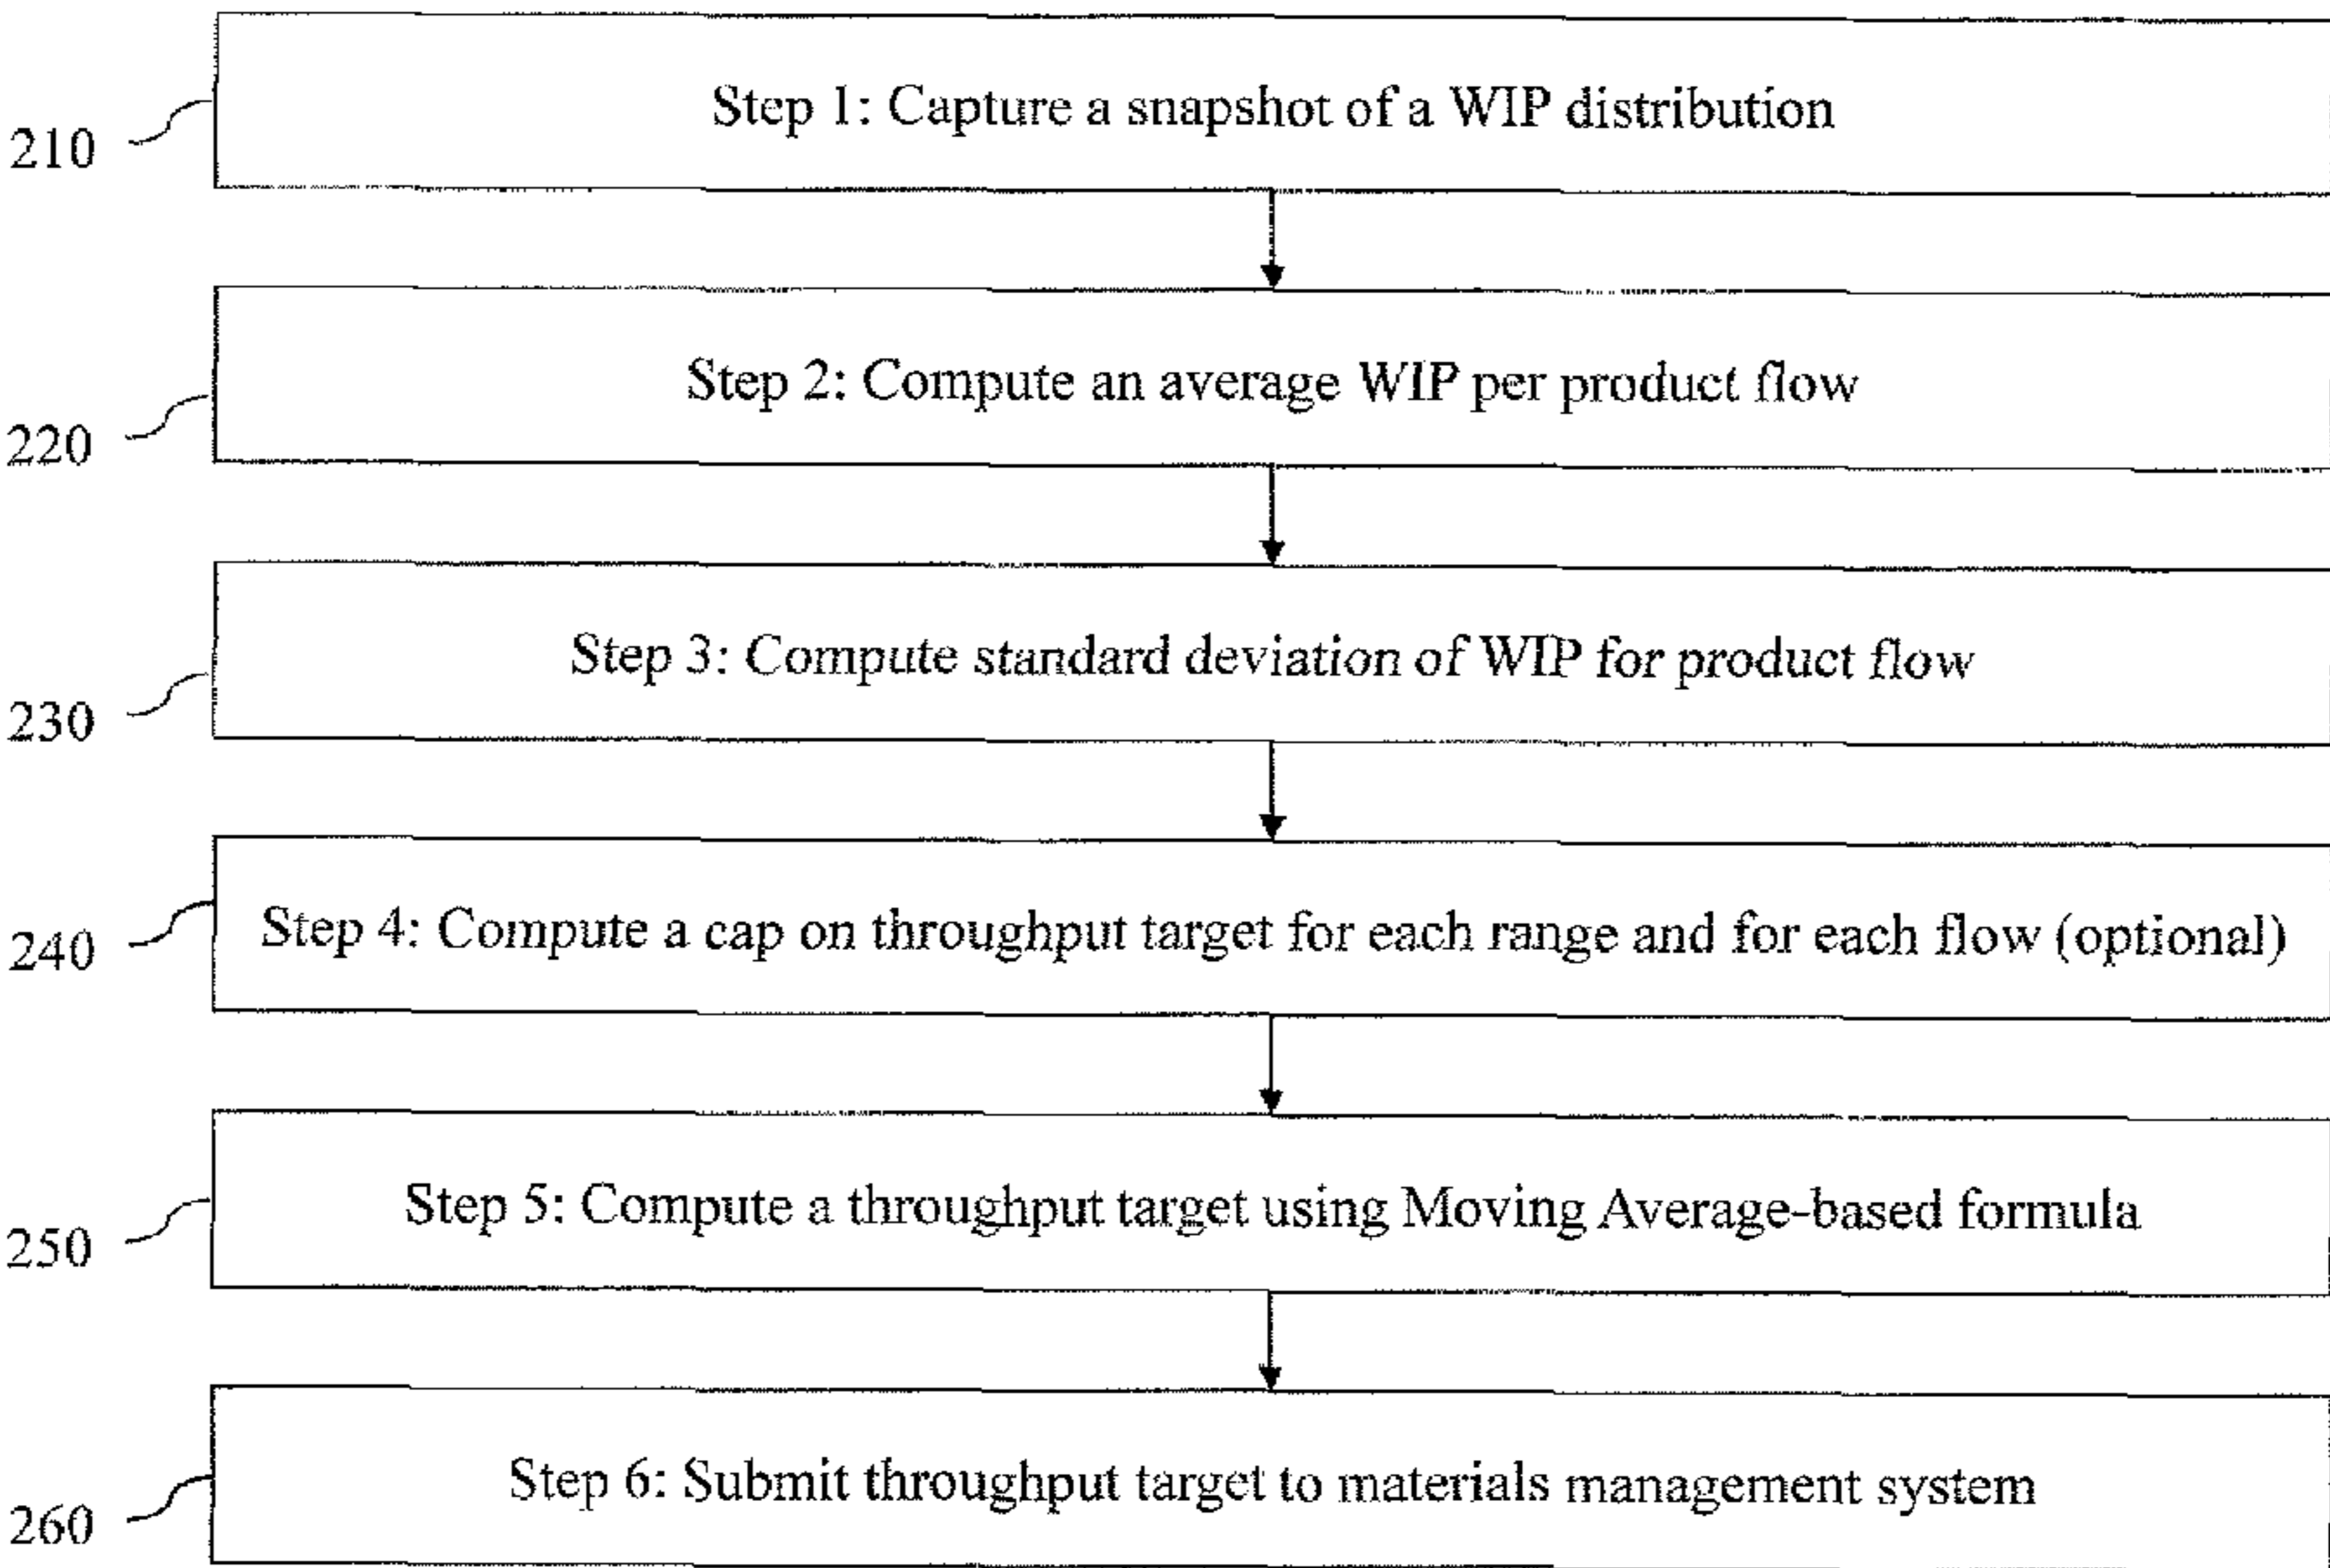 Step 1: Capture a snapshot of a WIP distribution
210
Step 2: Compute an average WIP per product flow
220
Step 3: Compute standard deviation of WIP for product flow
230
Step 4: Compute a cap on throughput target for each range and for each flow (optional)
240
Step 5: Compute a throughput target using Moving Average-based formula
250
Step 6: Submit throughput target to materials management system
260